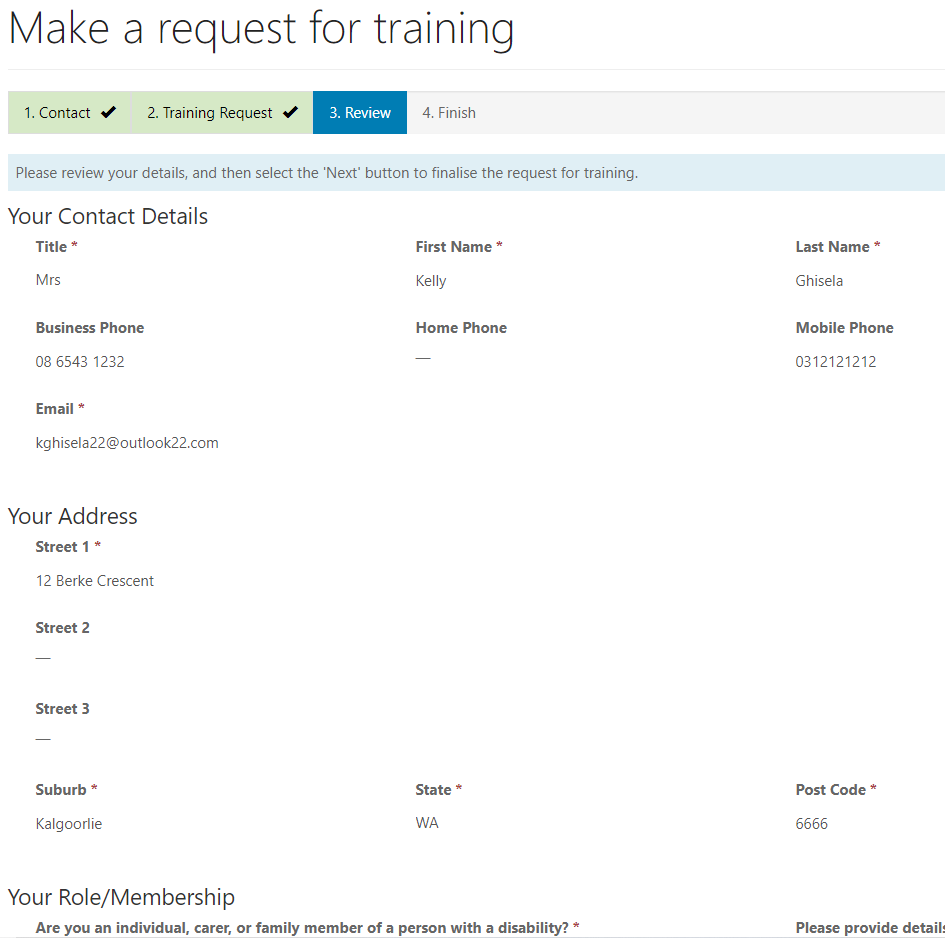 Make a request for training
1. Contact ✔ 2. Training Request ✔ 3. Review 4. Finish
Please review your details, and then select the 'Next' button to finalise the request for training.
Your Contact Details
Title * First Name * Last Name *
Mrs Kelly Ghisela
Business Phone Home Phone Mobile Phone
08 6543 1232 — 0312121212
Email *
kghisela22@outlook22.com
Your Address
Street 1 *
12 Berke Crescent
Street 2
—
Street 3
—
Suburb * State * Post Code *
Kalgoorlie WA 6666
Your Role/Membership
Are you an individual, carer, or family member of a person with a disability? * Please provide details